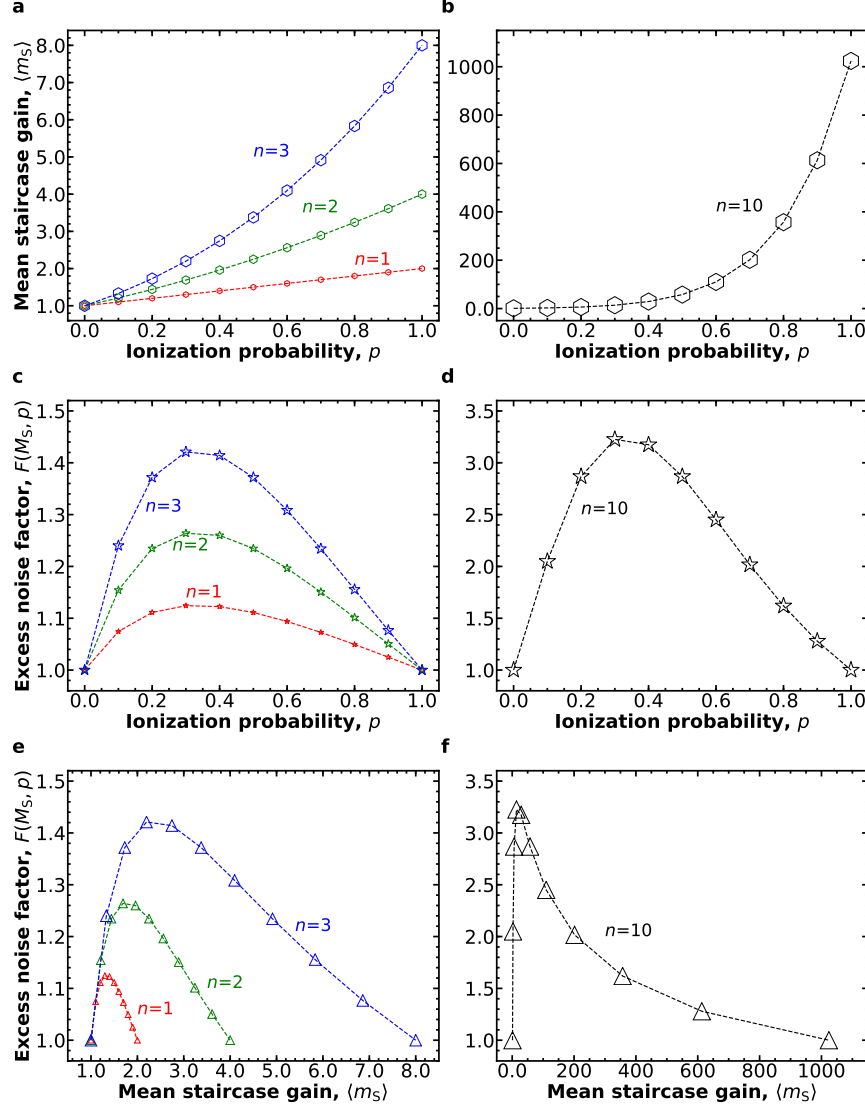 a
Mean staircase gain, ⟨mS⟩
8.0
7.0
6.0
5.0
4.0
3.0
2.0
1.0
n=3
n=2
n=1
0.0 0.2 0.4 0.6 0.8 1.0
Ionization probability, p
b
1000
800
600
400
200
0.0
n=10
0.0 0.2 0.4 0.6 0.8 1.0
Ionization probability, p
c
Excess noise factor, F(MS, p)
1.5
1.4
1.3
1.2
1.1
1.0
n=3
n=2
n=1
0.0 0.2 0.4 0.6 0.8 1.0
Ionization probability, p
d
3.5
3.0
2.5
2.0
1.5
1.0
n=10
0.0 0.2 0.4 0.6 0.8 1.0
Ionization probability, p
e
Excess noise factor, F(MS, p)
1.5
1.4
1.3
1.2
1.1
1.0
n=3
n=2
n=1
1.0 2.0 3.0 4.0 5.0 6.0 7.0 8.0
Mean staircase gain, ⟨mS⟩
f
3.5
3.0
2.5
2.0
1.5
1.0
n=10
0.0 200 400 600 800 1000
Mean staircase gain, ⟨mS⟩